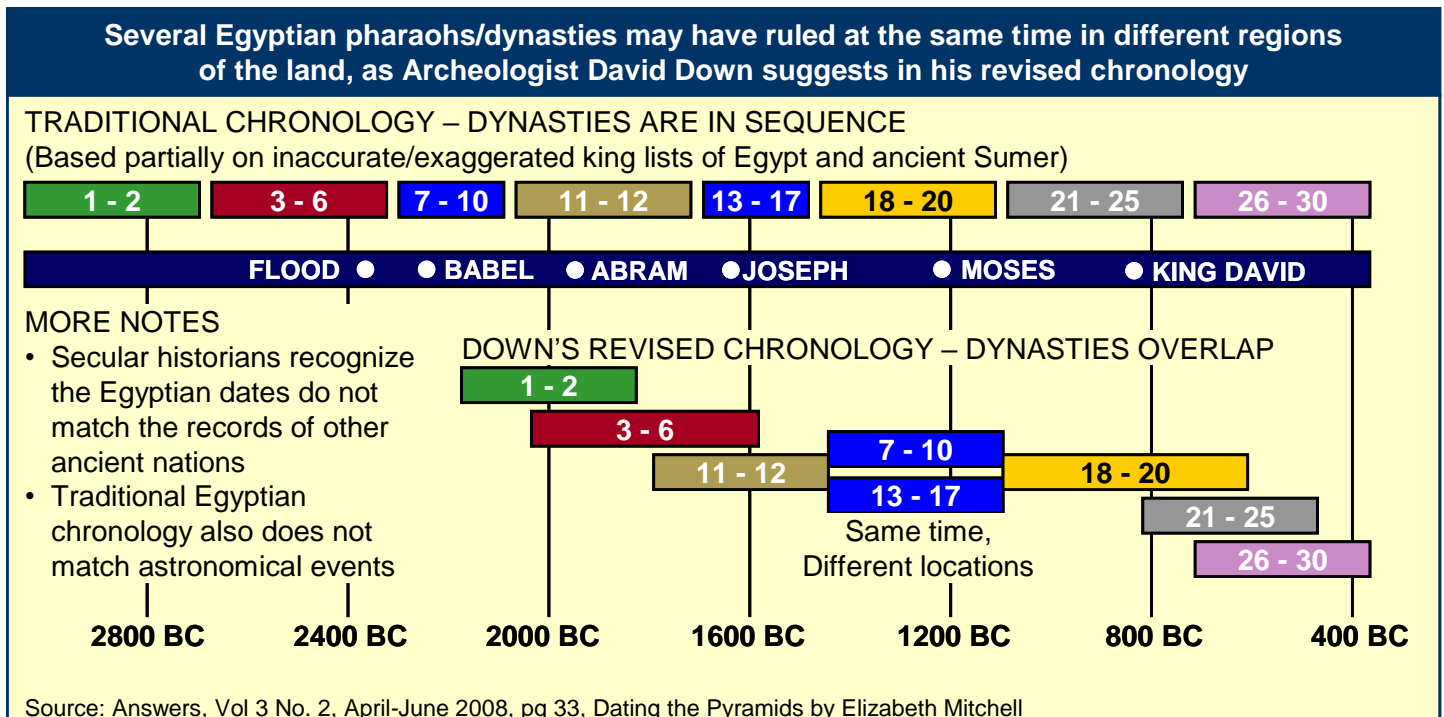 Several Egyptian pharaohs/dynasties may have ruled at the same time in different regions
of the land, as Archeologist David Down suggests in his revised chronology
TRADITIONAL CHRONOLOGY – DYNASTIES ARE IN SEQUENCE
(Based partially on inaccurate/exaggerated king lists of Egypt and ancient Sumer)
1 - 2 3 - 6 7 - 10 11 - 12 13 - 17 18 - 20 21 - 25 26 - 30
FLOOD BABEL ABRAM JOSEPH MOSES KING DAVID
MORE NOTES
• Secular historians recognize
the Egyptian dates do not
match the records of other
ancient nations
• Traditional Egyptian
chronology also does not
match astronomical events
DOWN'S REVISED CHRONOLOGY – DYNASTIES OVERLAP
1 - 2
3 - 6
7 - 10
11 - 12
18 - 20
13 - 17
21 - 25
Same time,
Different locations
26 - 30
2800 BC 2400 BC 2000 BC 1600 BC 1200 BC 800 BC 400 BC
Source: Answers, Vol 3 No. 2, April-June 2008, pg 33, Dating the Pyramids by Elizabeth Mitchell